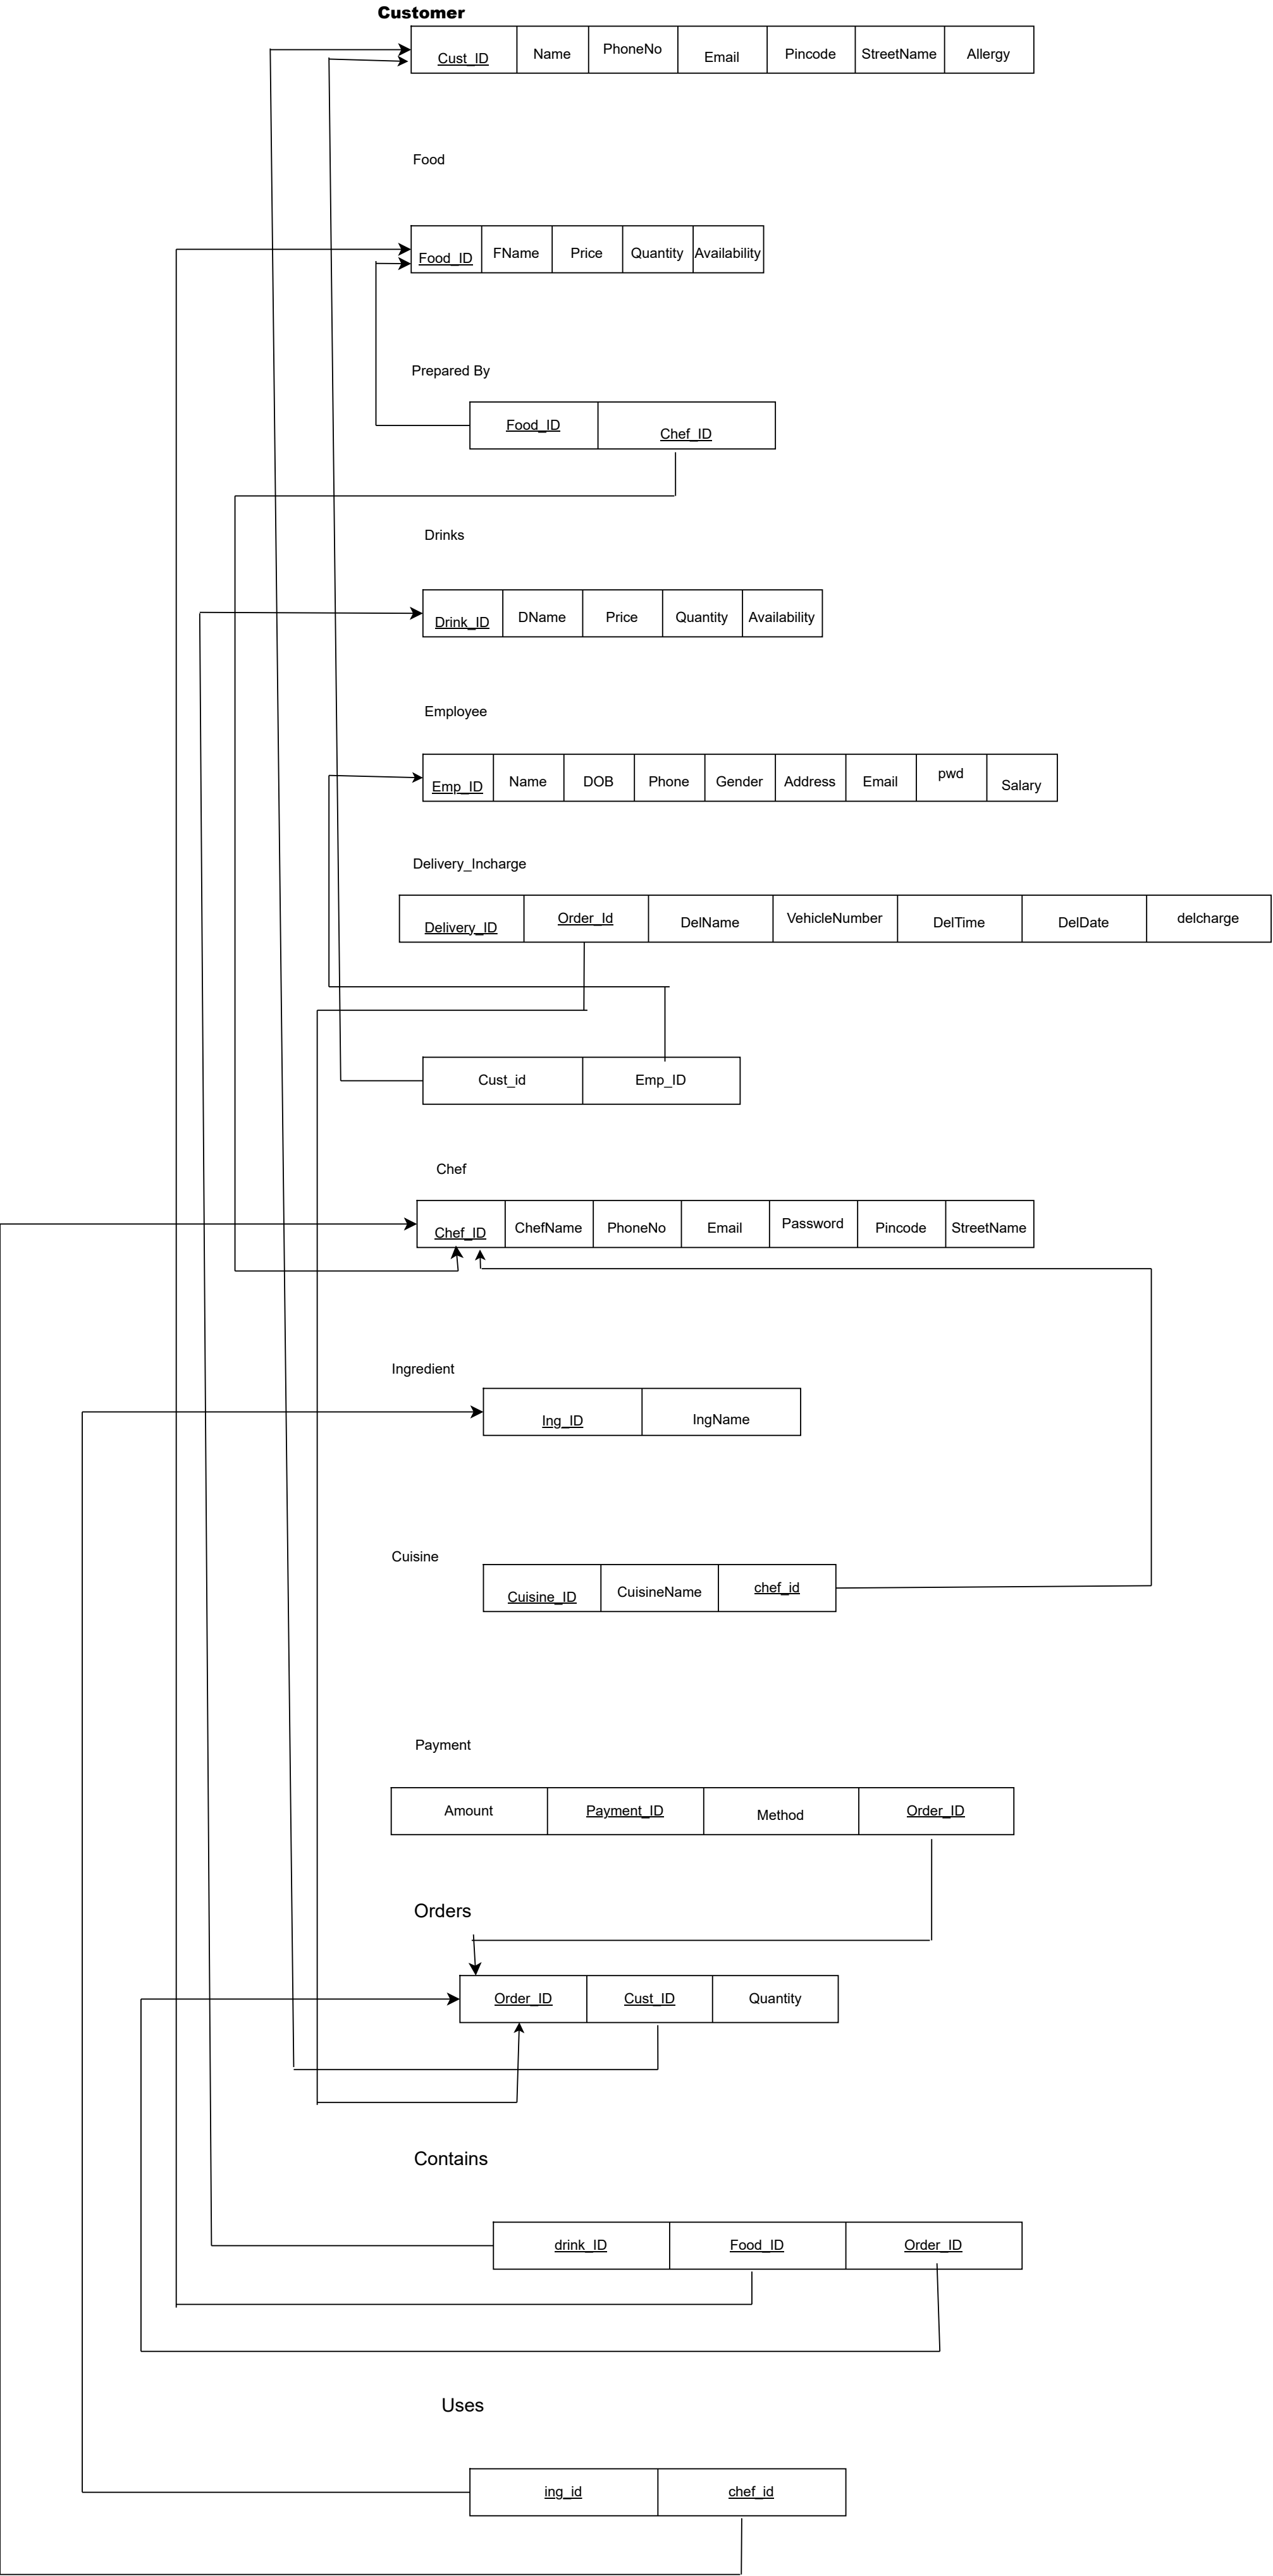 Customer
Cust_ID Name PhoneNo Email Pincode StreetName Allergy
Food
Food_ID FName Price Quantity Availability
Prepared By
Food_ID Chef_ID
Drinks
Drink_ID DName Price Quantity Availability
Employee
Emp_ID Name DOB Phone Gender Address Email pwd Salary
Delivery_Incharge
Delivery_ID Order_Id DelName VehicleNumber DelTime DelDate delcharge
Cust_id Emp_ID
Chef
Chef_ID ChefName PhoneNo Email Password Pincode StreetName
Ingredient
Ing_ID IngName
Cuisine
Cuisine_ID CuisineName chef_id
Payment
Amount Payment_ID Method Order_ID
Orders
Order_ID Cust_ID Quantity
Contains
drink_ID Food_ID Order_ID
Uses
ing_id chef_id